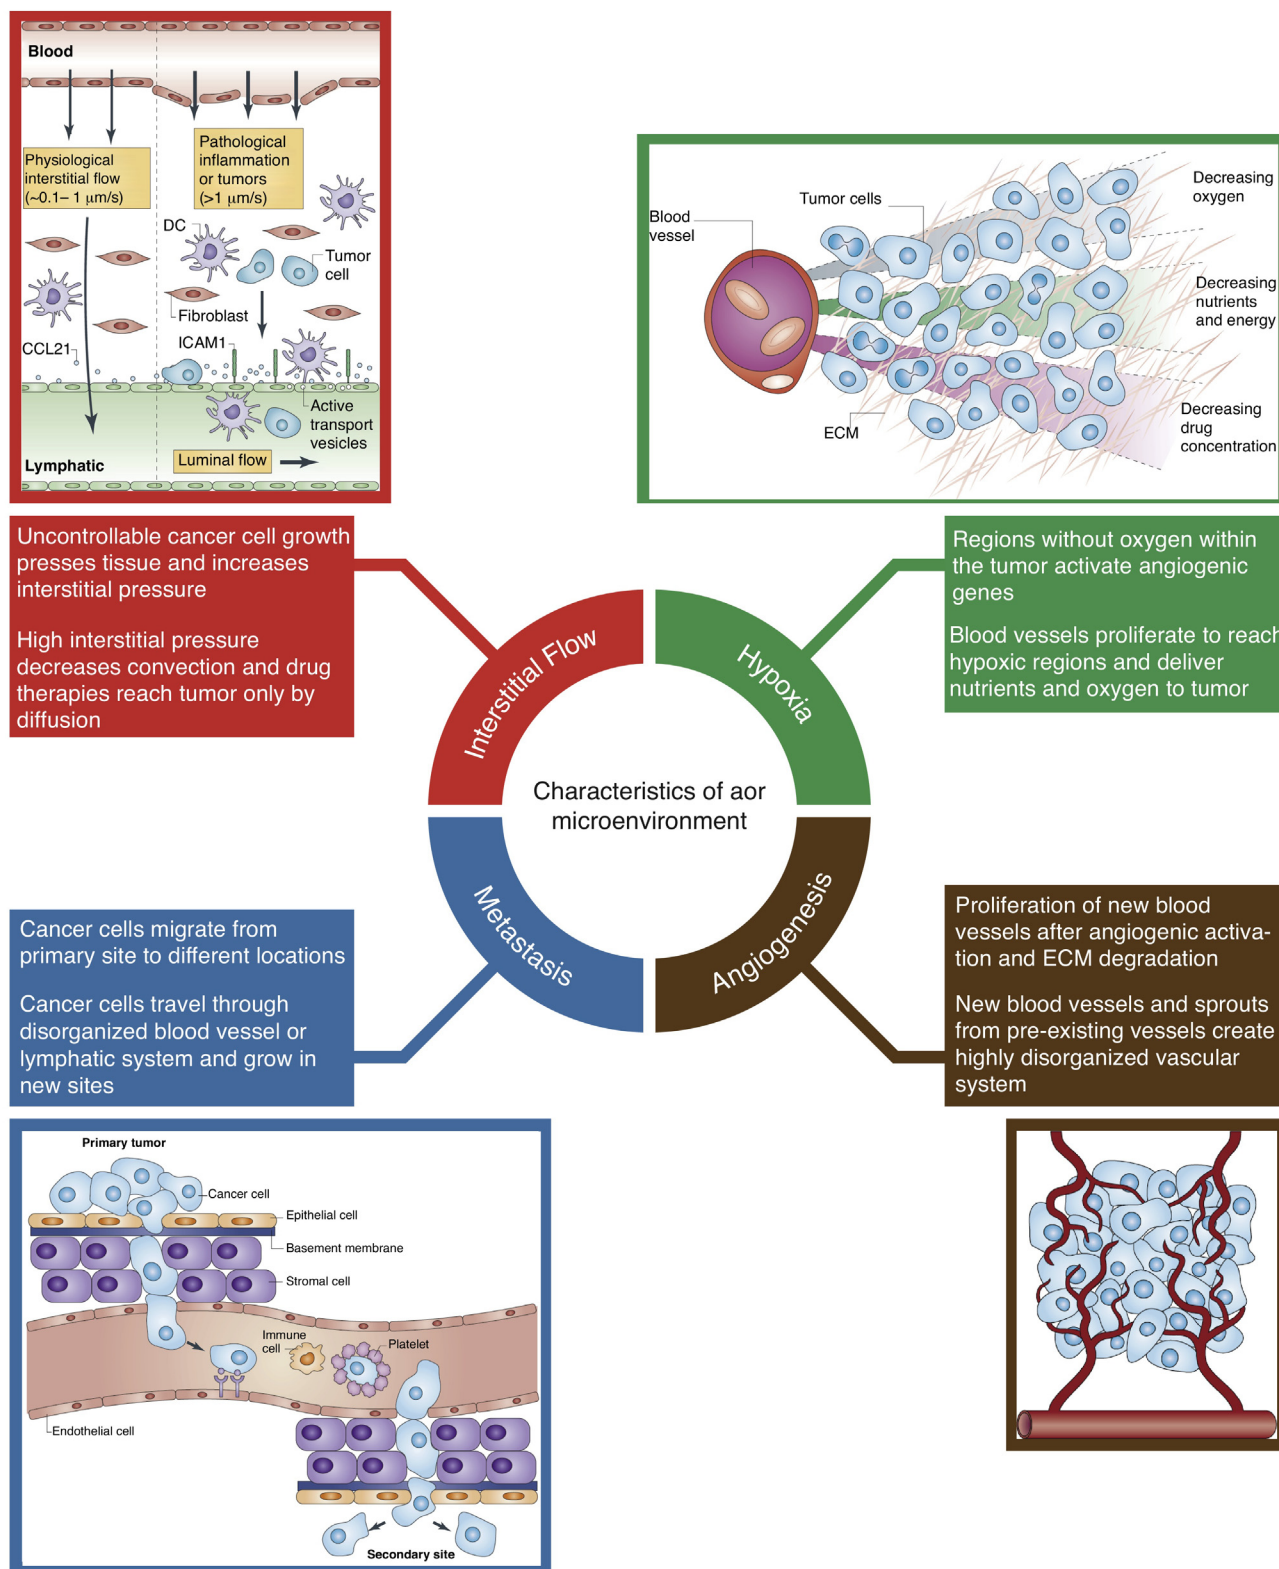 Blood
Physiological
interstitial flow
(~0.1– 1 μm/s)
Pathological
inflammation
or tumors
(>1 μm/s)
DC
Tumor
cell
Fibroblast
CCL21
ICAM1
Active
transport
vesicles
Luminal flow
Lymphatic
Blood
vessel
Tumor cells
ECM
Decreasing
oxygen
Decreasing
nutrients
and energy
Decreasing
drug
concentration
Uncontrollable cancer cell growth
presses tissue and increases
interstitial pressure
High interstitial pressure
decreases convection and drug
therapies reach tumor only by
diffusion
Regions without oxygen within
the tumor activate angiogenic
genes
Blood vessels proliferate to reach
hypoxic regions and deliver
nutrients and oxygen to tumor
Interstitial Flow
Hypoxia
Characteristics of aor
microenvironment
Metastasis
Angiogenesis
Cancer cells migrate from
primary site to different locations
Cancer cells travel through
disorganized blood vessel or
lymphatic system and grow in
new sites
Proliferation of new blood
vessels after angiogenic activa-
tion and ECM degradation
New blood vessels and sprouts
from pre-existing vessels create
highly disorganized vascular
system
Primary tumor
Cancer cell
Epithelial cell
Basement membrane
Stromal cell
Immune
cell
Platelet
Endothelial cell
Secondary site